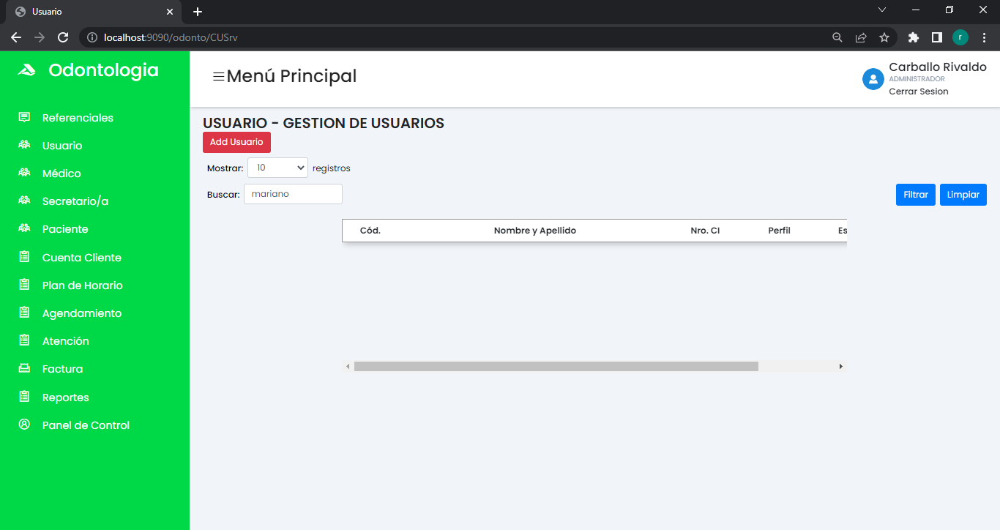 Usuario
localhost:9090/odonto/CUSrv
r
Odontologia
Menú Principal
Carballo Rivaldo
ADMINISTRADOR
Cerrar Sesion
Referenciales
Usuario
Médico
Secretario/a
Paciente
Cuenta Cliente
Plan de Horario
Agendamiento
Atención
Factura
Reportes
Panel de Control
USUARIO - GESTION DE USUARIOS
Add Usuario
Mostrar: 10 registros
Buscar: mariano
Filtrar Limpiar
Cód. Nombre y Apellido Nro. CI Perfil Es